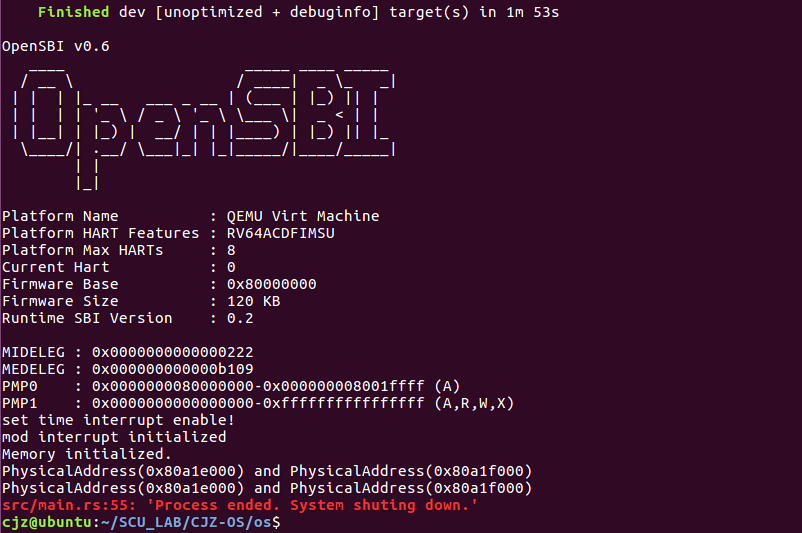 Finished dev [unoptimized + debuginfo] target(s) in 1m 53s

OpenSBI v0.6
   ____                    _____ ____ _____
  / __ \                  / ____|  _ \_   _|
 | |  | |_ __   ___ _ __ | (___ | |_) || |
 | |  | | '_ \ / _ \ '_ \ \___ \|  _ < | |
 | |__| | |_) |  __/ | | |____) | |_) || |_
  \____/| .__/ \___|_| |_|_____/|____/_____|
        | |
        |_|

Platform Name          : QEMU Virt Machine
Platform HART Features : RV64ACDFIMSU
Platform Max HARTs     : 8
Current Hart           : 0
Firmware Base          : 0x80000000
Firmware Size          : 120 KB
Runtime SBI Version    : 0.2

MIDELEG : 0x0000000000000222
MEDELEG : 0x000000000000b109
PMP0    : 0x0000000080000000-0x000000008001ffff (A)
PMP1    : 0x0000000000000000-0xffffffffffffffff (A,R,W,X)
set time interrupt enable!
mod interrupt initialized
Memory initialized.
PhysicalAddress(0x80a1e000) and PhysicalAddress(0x80a1f000)
PhysicalAddress(0x80a1e000) and PhysicalAddress(0x80a1f000)
src/main.rs:55: 'Process ended. System shuting down.'
cjz@ubuntu:~/SCU_LAB/CJZ-OS/os$